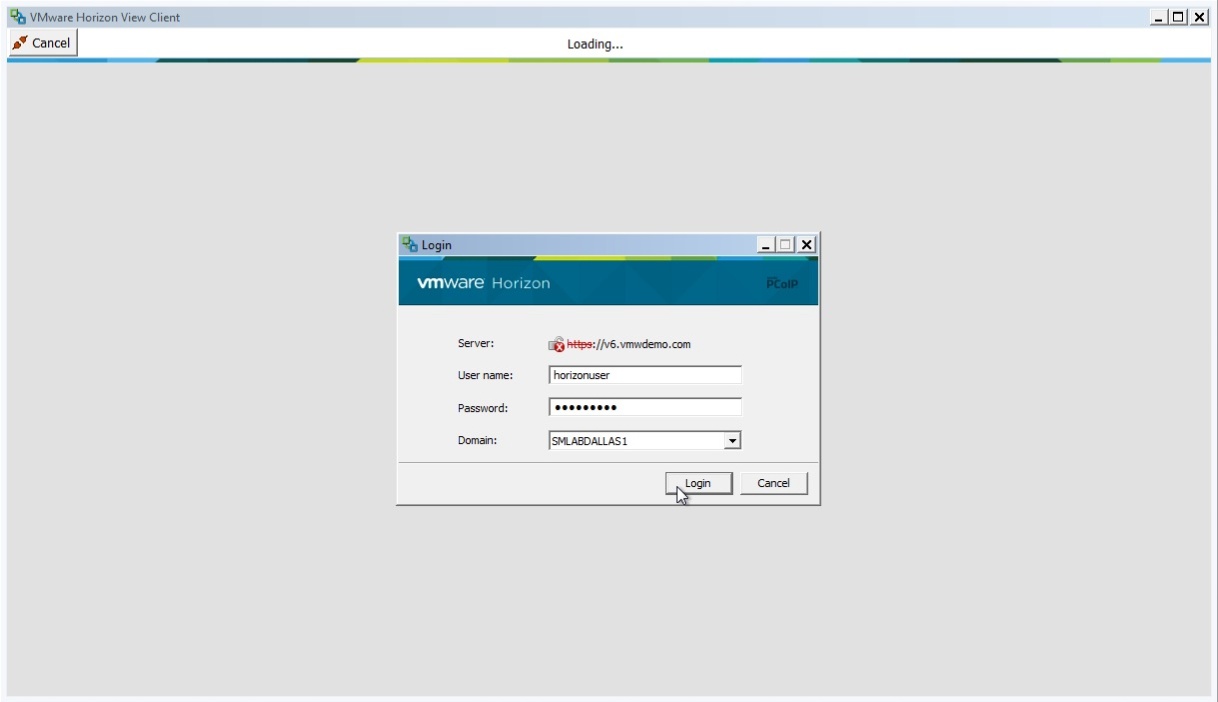 VMware Horizon View Client
Cancel
Loading...
Login
vmware Horizon
PCoIP
Server: https://v6.vmwdemo.com
User name: horizonuser
Password: •••••••••
Domain: SMLABDALLAS1
Login Cancel